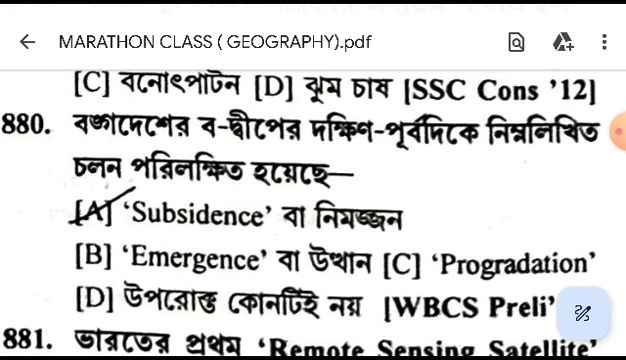 MARATHON CLASS ( GEOGRAPHY).pdf
[C] বনোৎপাটন [D] ঝুম চাষ [SSC Cons ’12]
880. বঙ্গদেশের ব-দ্বীপের দক্ষিণ-পূর্বদিকে নিম্নলিখিত
চলন পরিলক্ষিত হয়েছে—
[A] ‘Subsidence’ বা নিমজ্জন
[B] ‘Emergence’ বা উত্থান [C] ‘Progradation’
[D] উপরোক্ত কোনটিই নয় [WBCS Preli’
881. ভারতের প্রথম ‘Remote Sensing Satellite’